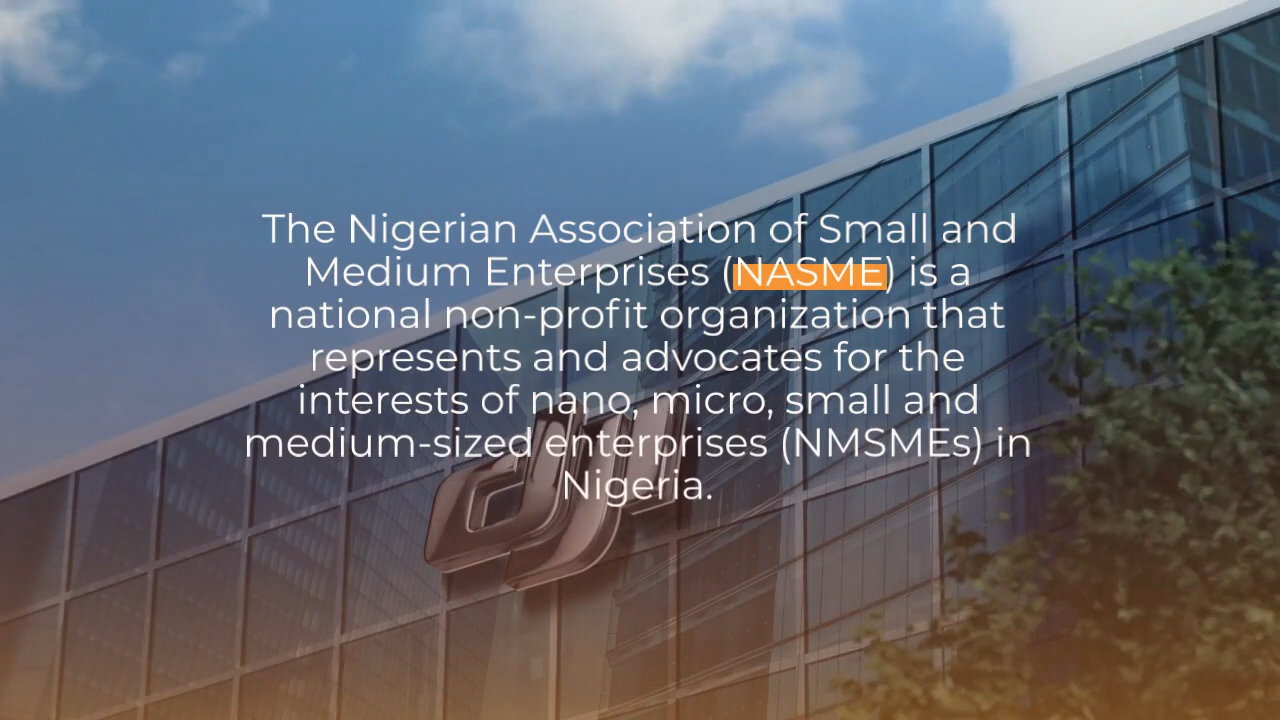 The Nigerian Association of Small and
Medium Enterprises (NASME) is a
national non-profit organization that
represents and advocates for the
interests of nano, micro, small and
medium-sized enterprises (NMSMEs) in
Nigeria.
dji